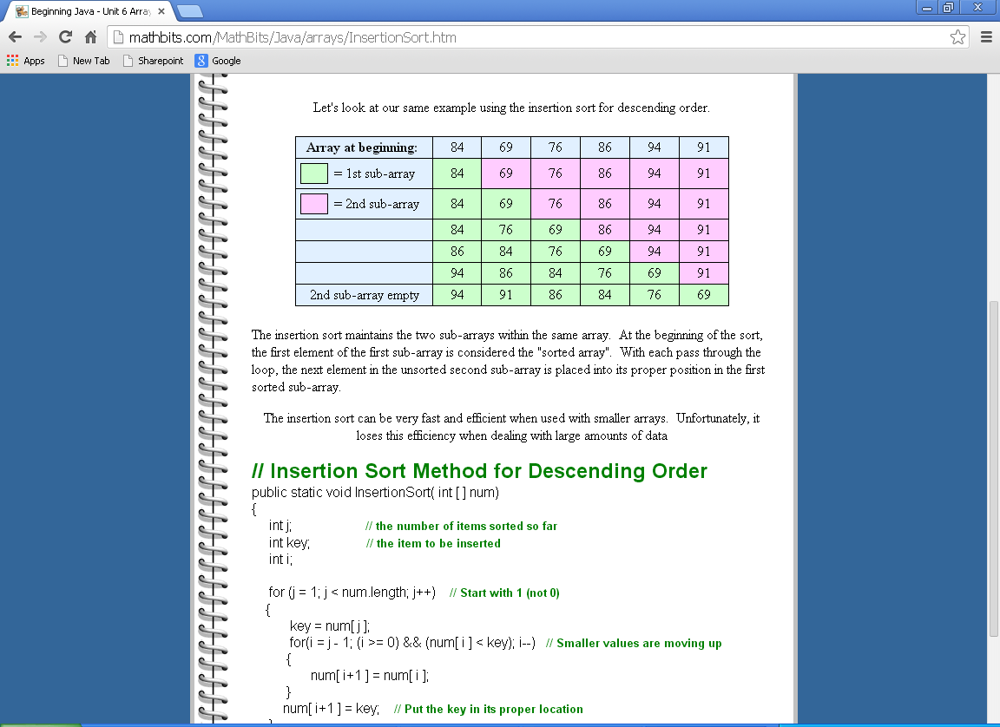 Beginning Java - Unit 6 Array
mathbits.com/MathBits/Java/arrays/InsertionSort.htm
Apps New Tab Sharepoint Google
Let's look at our same example using the insertion sort for descending order.
Array at beginning: 84 69 76 86 94 91
= 1st sub-array 84 69 76 86 94 91
= 2nd sub-array 84 69 76 86 94 91
84 76 69 86 94 91
86 84 76 69 94 91
94 86 84 76 69 91
2nd sub-array empty 94 91 86 84 76 69
The insertion sort maintains the two sub-arrays within the same array. At the beginning of the sort,
the first element of the first sub-array is considered the "sorted array". With each pass through the
loop, the next element in the unsorted second sub-array is placed into its proper position in the first
sorted sub-array.
The insertion sort can be very fast and efficient when used with smaller arrays. Unfortunately, it
loses this efficiency when dealing with large amounts of data
// Insertion Sort Method for Descending Order
public static void InsertionSort( int [ ] num)
{
int j; // the number of items sorted so far
int key; // the item to be inserted
int i;
for (j = 1; j < num.length; j++) // Start with 1 (not 0)
{
key = num[ j ];
for(i = j - 1; (i >= 0) && (num[ i ] < key); i--) // Smaller values are moving up
{
num[ i+1 ] = num[ i ];
}
num[ i+1 ] = key; // Put the key in its proper location
}